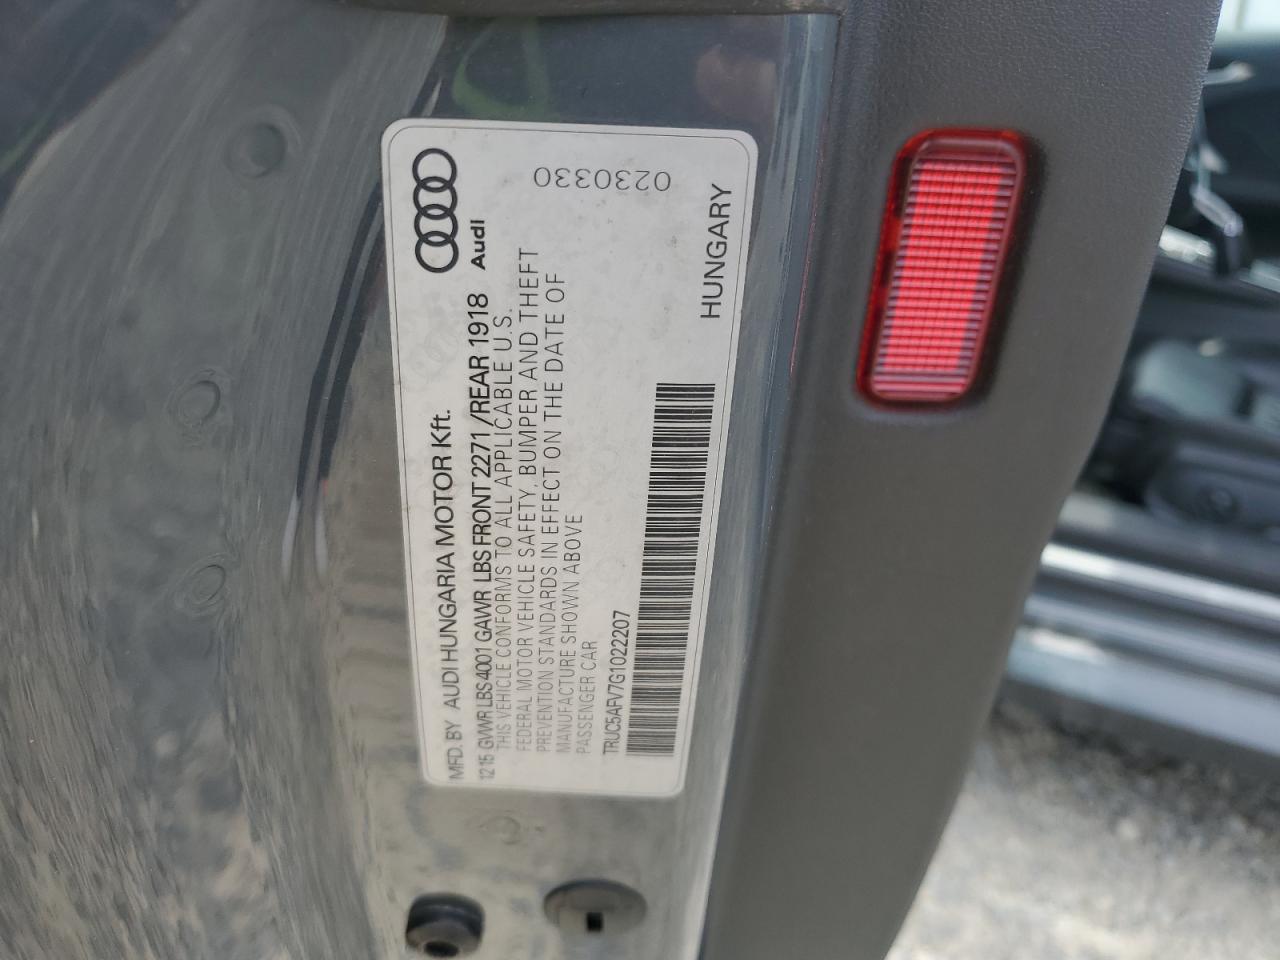 Audi
MFD. BY AUDI HUNGARIA MOTOR Kft.
12 15 GVWR LBS 4001 GAWR LBS FRONT 2271 /REAR 1918
THIS VEHICLE CONFORMS TO ALL APPLICABLE U.S.
FEDERAL MOTOR VEHICLE SAFETY, BUMPER AND THEFT
PREVENTION STANDARDS IN EFFECT ON THE DATE OF
MANUFACTURE SHOWN ABOVE
PASSENGER CAR
TRUC5AFV7G1022207
0230330
HUNGARY